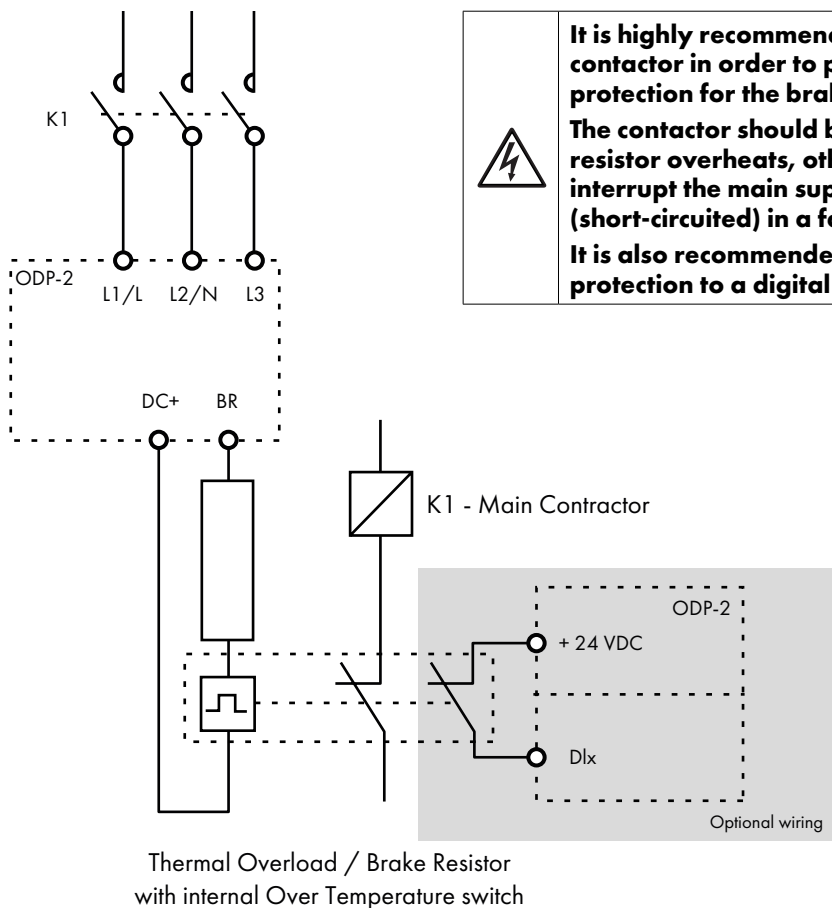 It is highly recommen
contactor in order to p
protection for the bra
The contactor should b
resistor overheats, ot
interrupt the main sup
(short-circuited) in a f
It is also recommende
protection to a digital
K1
ODP-2
L1/L L2/N L3
DC+ BR
K1 - Main Contractor
ODP-2
+ 24 VDC
DIx
Optional wiring
Thermal Overload / Brake Resistor
with internal Over Temperature switch